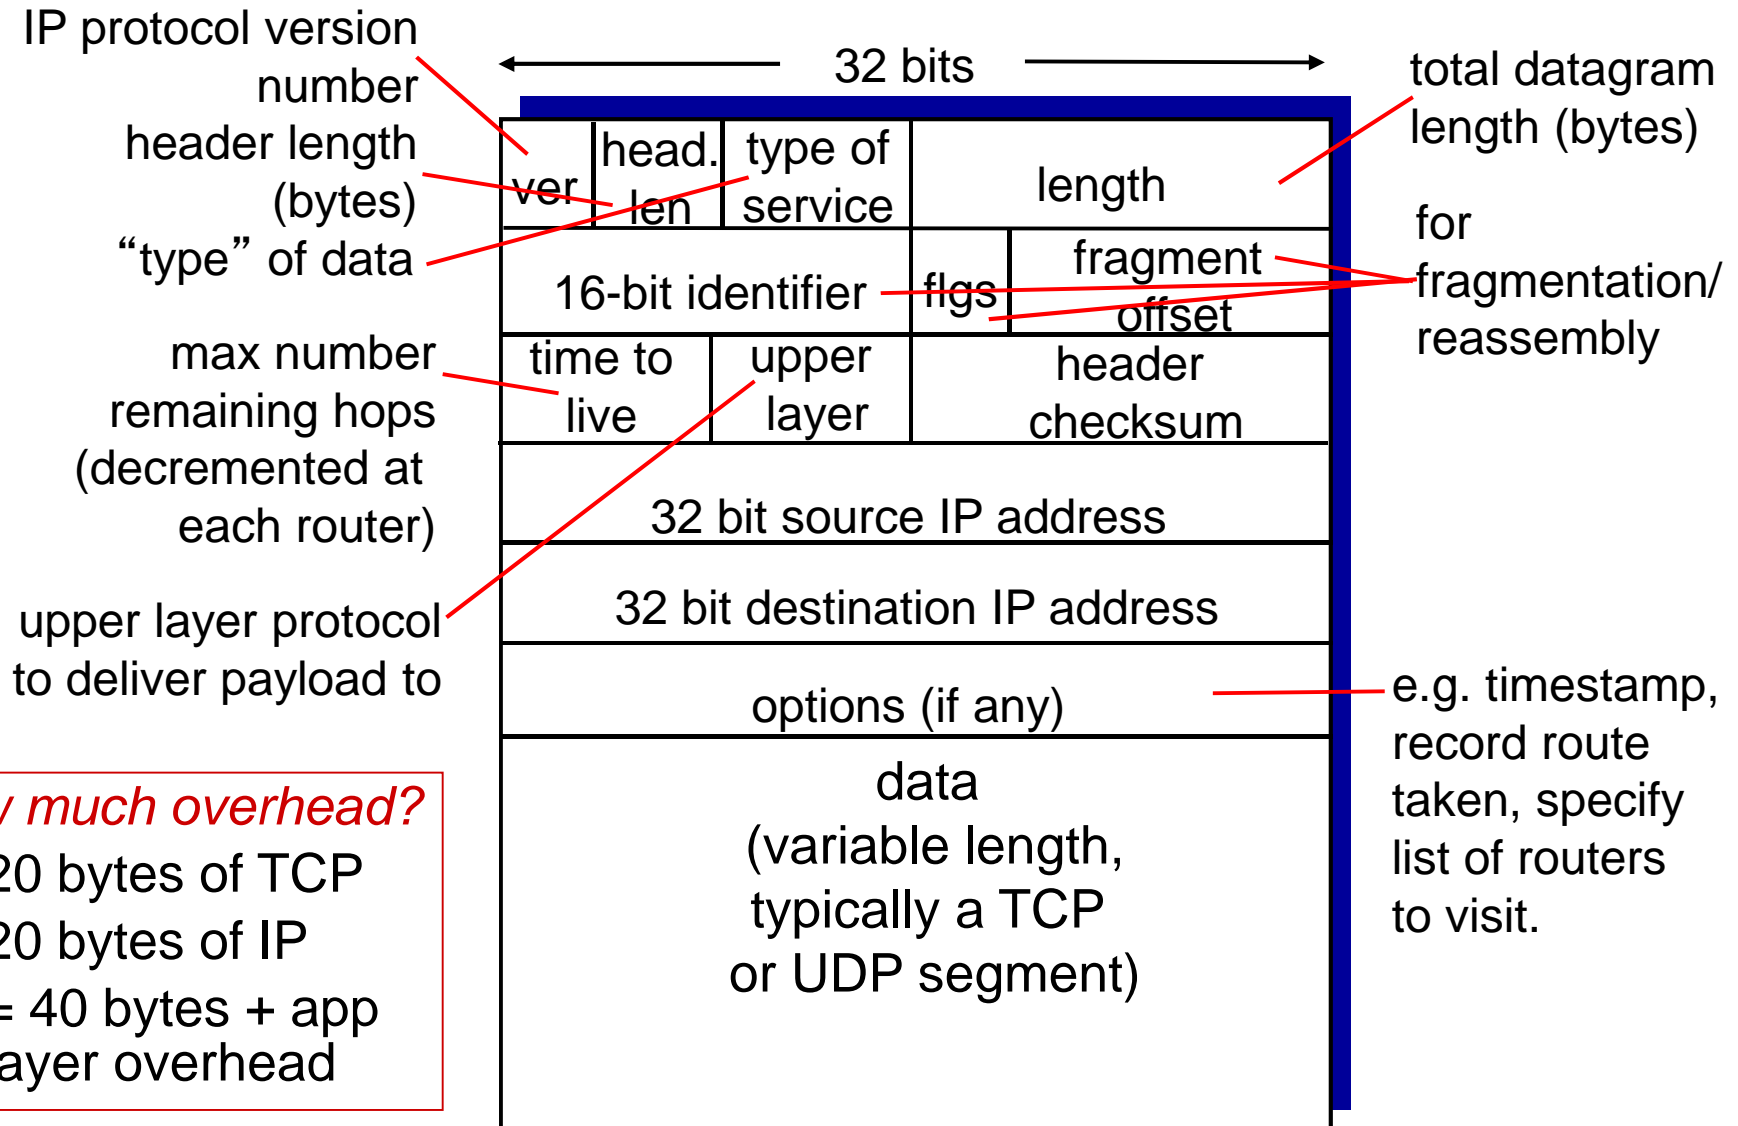 IP protocol version
number
header length
(bytes)
“type” of data
max number
remaining hops
(decremented at
each router)
upper layer protocol
to deliver payload to
much overhead?
20 bytes of TCP
20 bytes of IP
= 40 bytes + app
overhead
32 bits
ver
head.
len
type of
service
length
16-bit identifier
flgs
fragment
offset
time to
live
upper
layer
header
checksum
32 bit source IP address
32 bit destination IP address
options (if any)
data
(variable length,
typically a TCP
or UDP segment)
total datagram
length (bytes)
for
fragmentation/
reassembly
e.g. timestamp,
record route
taken, specify
list of routers
to visit.